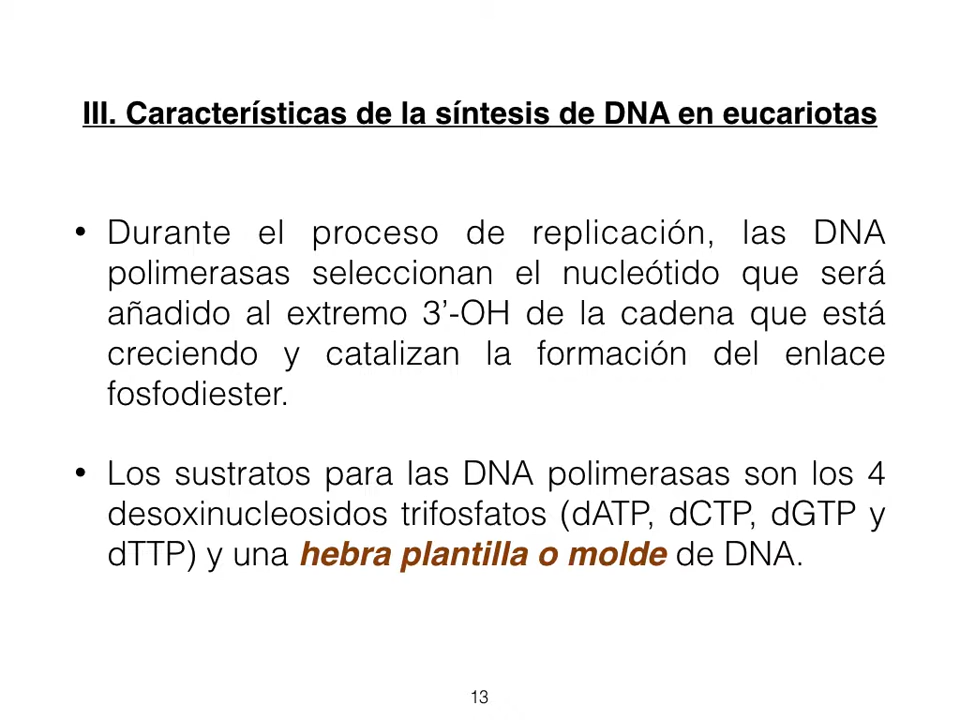 III. Características de la síntesis de DNA en eucariotas
• Durante el proceso de replicación, las DNA
polimerasas seleccionan el nucleótido que será
añadido al extremo 3’-OH de la cadena que está
creciendo y catalizan la formación del enlace
fosfodiester.
• Los sustratos para las DNA polimerasas son los 4
desoxinucleosidos trifosfatos (dATP, dCTP, dGTP y
dTTP) y una hebra plantilla o molde de DNA.
13